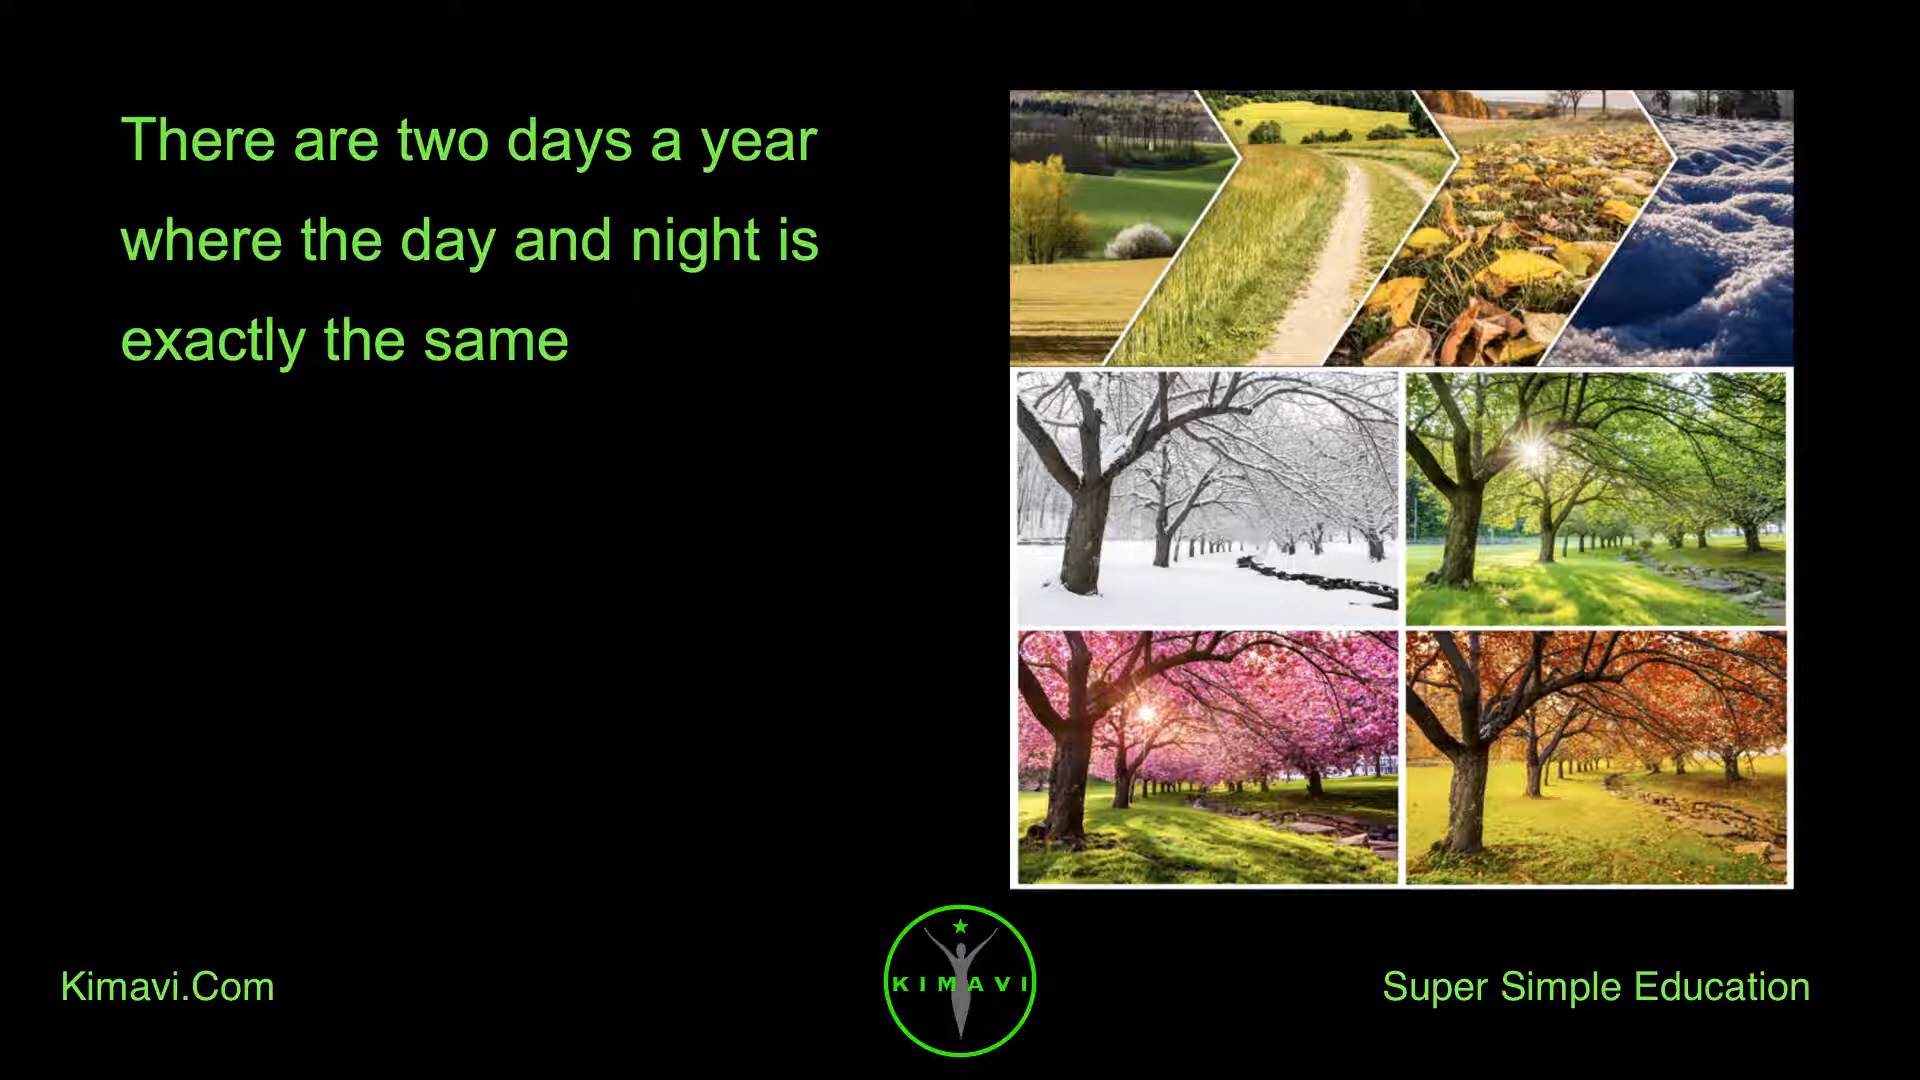 There are two days a year
where the day and night is
exactly the same
KIMAVI
Kimavi.Com
Super Simple Education